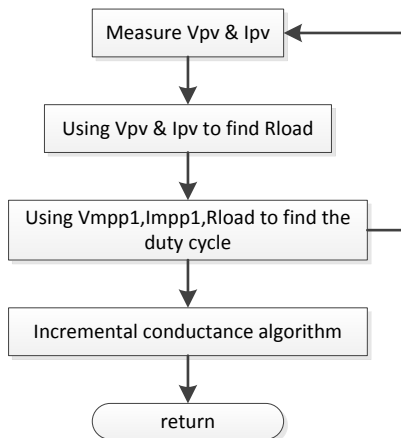 Measure Vpv & Ipv
Using Vpv & Ipv to find Rload
Using Vmpp1,Impp1,Rload to find the
duty cycle
Incremental conductance algorithm
return